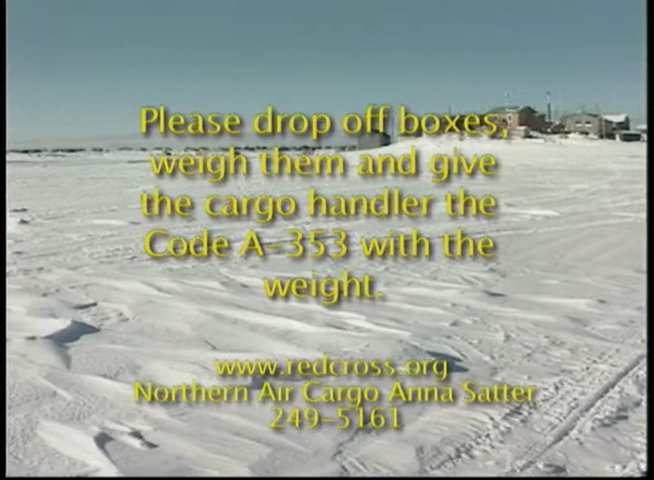 Please drop off boxes,
weigh them and give
the cargo handler the
Code A-353 with the
weight.
www.redcross.org
Northern Air Cargo Anna Satter
249-5161